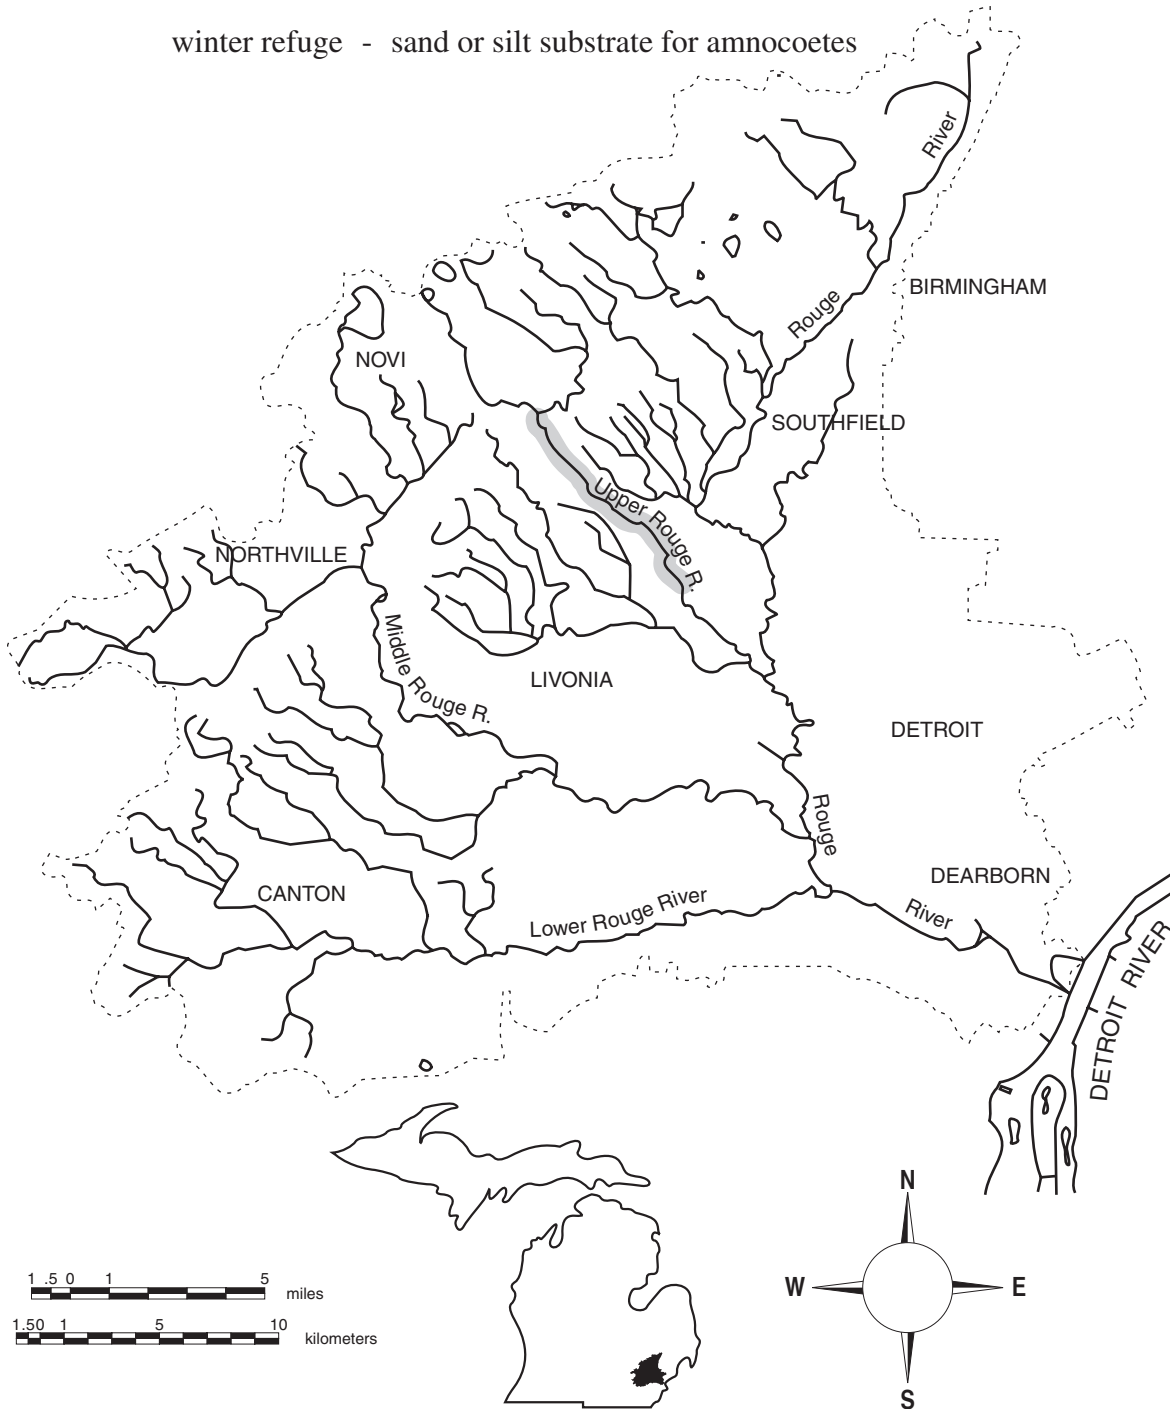 winter refuge - sand or silt substrate for amnocoetes
River
BIRMINGHAM
Rouge
NOVI
SOUTHFIELD
Upper Rouge R.
NORTHVILLE
Middle Rouge R.
LIVONIA
DETROIT
Rouge
DEARBORN
CANTON
Lower Rouge River
River
DETROIT RIVER
N
W
E
S
1 .5 0 1 5
miles
1 .5 0 1 5 10
kilometers